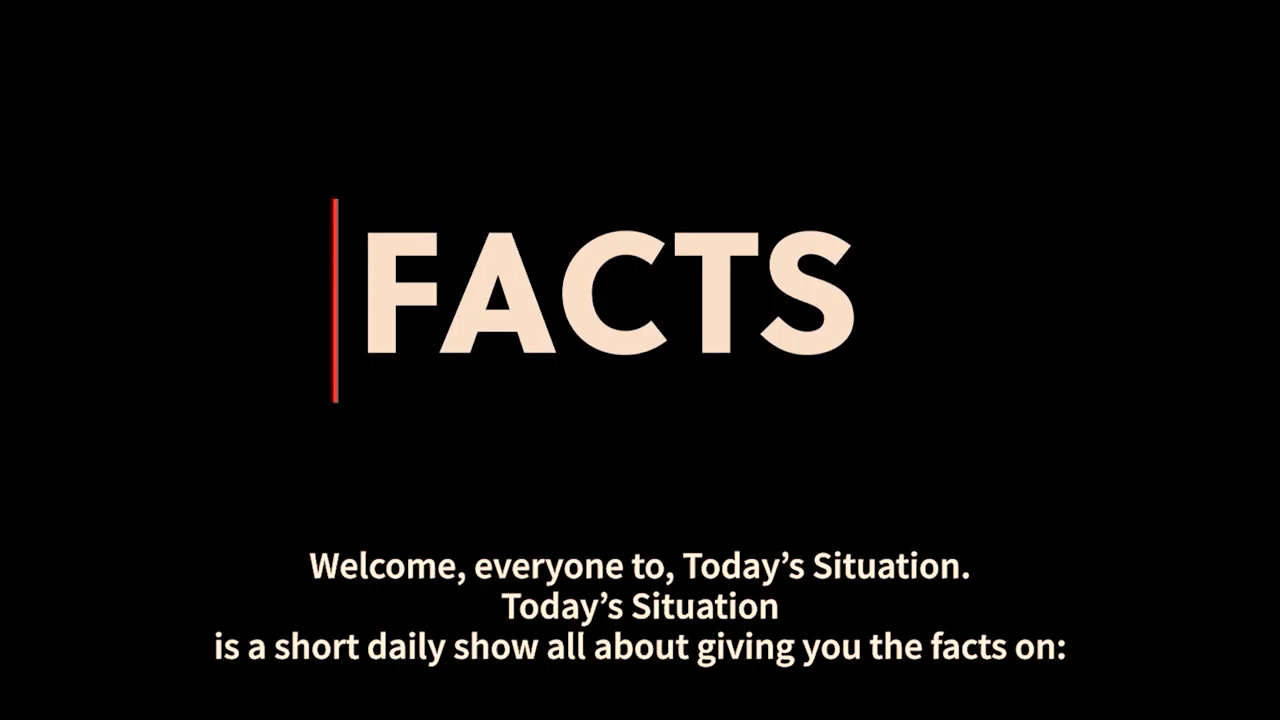 FACTS
Welcome, everyone to, Today’s Situation.
Today’s Situation
is a short daily show all about giving you the facts on: